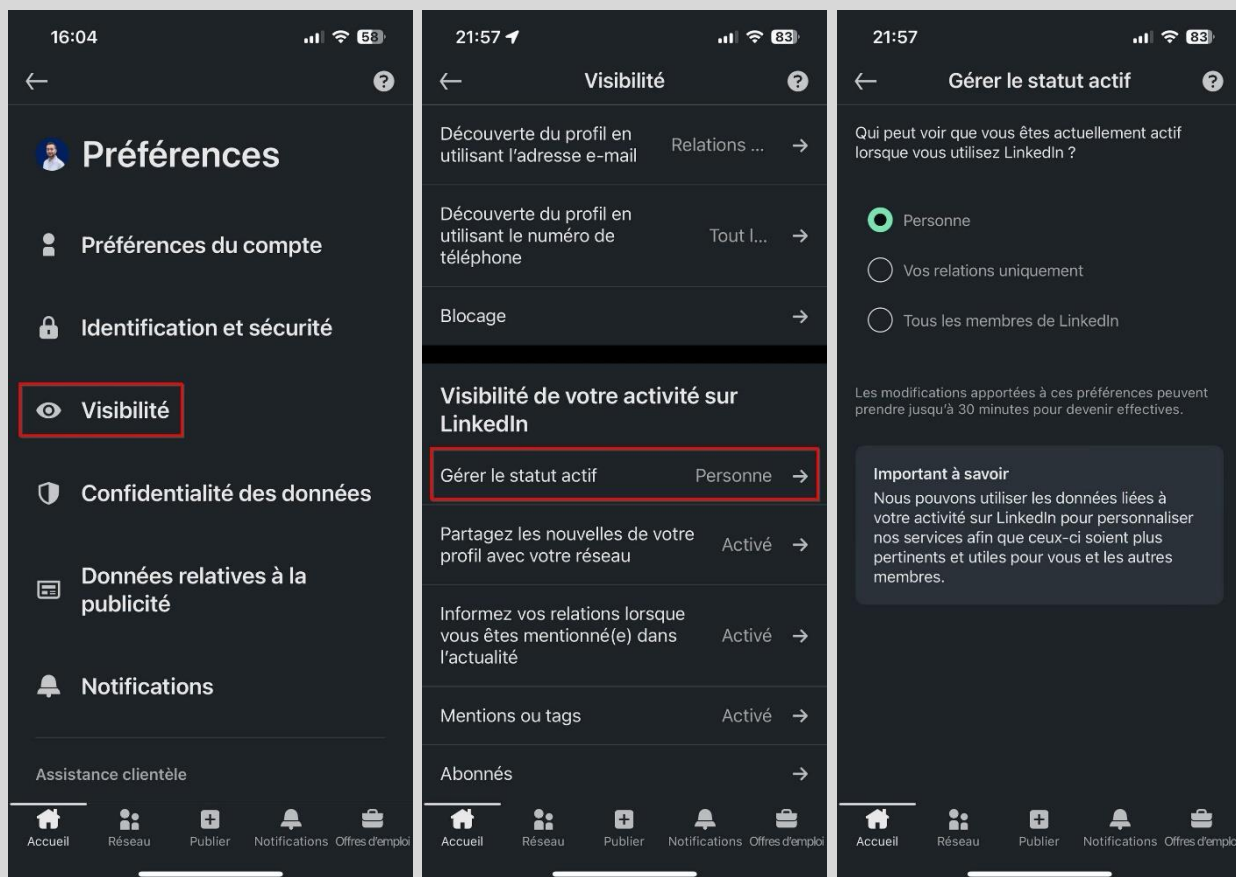 16:04
58
Préférences
Préférences du compte
Identification et sécurité
Visibilité
Confidentialité des données
Données relatives à la
publicité
Notifications
Assistance clientèle
Accueil Réseau Publier Notifications Offres d'emploi
21:57
83
Visibilité
?
Découverte du profil en
utilisant l'adresse e-mail
Relations ...
Découverte du profil en
utilisant le numéro de
téléphone
Tout l...
Blocage
Visibilité de votre activité sur
LinkedIn
Gérer le statut actif Personne
Partagez les nouvelles de votre
profil avec votre réseau
Activé
Informez vos relations lorsque
vous êtes mentionné(e) dans
l'actualité
Activé
Mentions ou tags Activé
Abonnés
Accueil Réseau Publier Notifications Offres d'emploi
21:57
83
Gérer le statut actif
?
Qui peut voir que vous êtes actuellement actif
lorsque vous utilisez LinkedIn ?
Personne
Vos relations uniquement
Tous les membres de LinkedIn
Les modifications apportées à ces préférences peuvent
prendre jusqu'à 30 minutes pour devenir effectives.
Important à savoir
Nous pouvons utiliser les données liées à
votre activité sur LinkedIn pour personnaliser
nos services afin que ceux-ci soient plus
pertinents et utiles pour vous et les autres
membres.
Accueil Réseau Publier Notifications Offres d'emplo